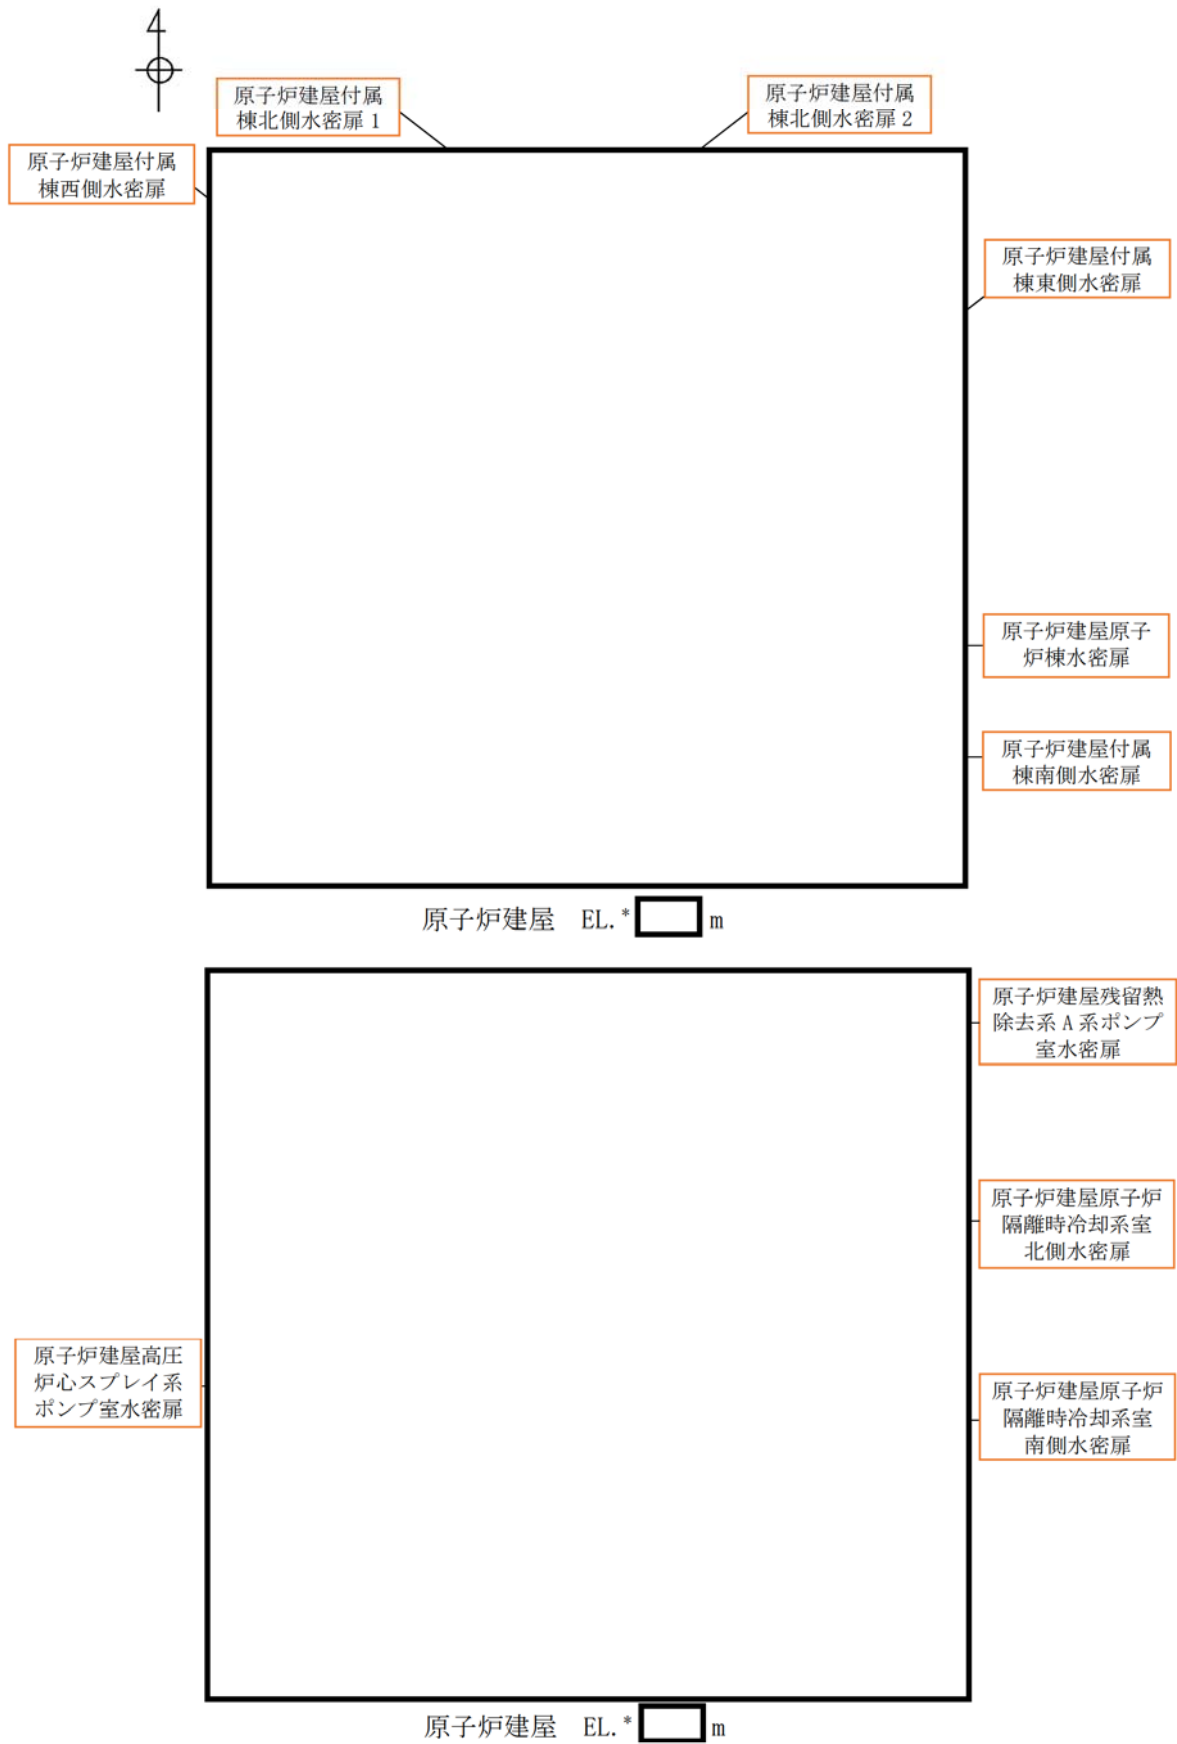 原子炉建屋付属
棟北側水密扉 1
原子炉建屋付属
棟北側水密扉 2
原子炉建屋付属
棟西側水密扉
原子炉建屋付属
棟東側水密扉
原子炉建屋原子
炉棟水密扉
原子炉建屋付属
棟南側水密扉
原子炉建屋 EL.* m
原子炉建屋残留熱
除去系 A 系ポンプ
室水密扉
原子炉建屋原子炉
隔離時冷却系室
北側水密扉
原子炉建屋高圧
炉心スプレイ系
ポンプ室水密扉
原子炉建屋原子炉
隔離時冷却系室
南側水密扉
原子炉建屋 EL.* m